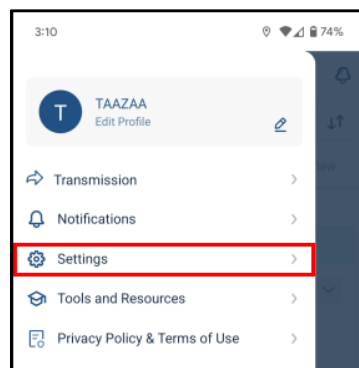 3:10 74%
T TAAZAA
Edit Profile
Transmission
Notifications
Settings
Tools and Resources
Privacy Policy & Terms of Use